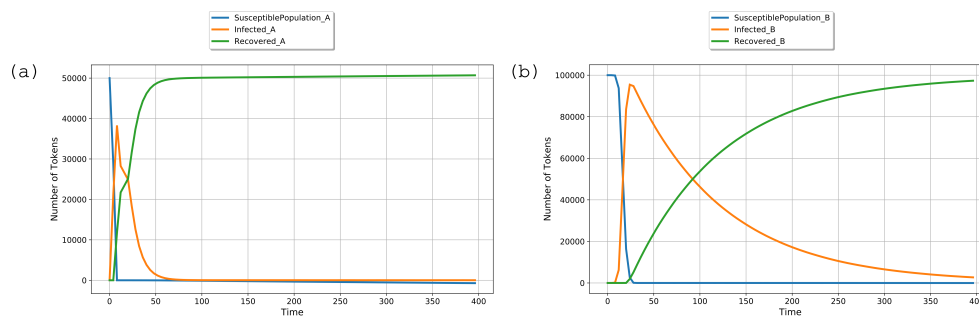 SusceptiblePopulation_A
Infected_A
Recovered_A
(a)
50000
40000
30000
20000
10000
0
Number of Tokens
0 50 100 150 200 250 300 350 400
Time
SusceptiblePopulation_B
Infected_B
Recovered_B
(b)
100000
80000
60000
40000
20000
0
Number of Tokens
0 50 100 150 200 250 300 350 40
Time